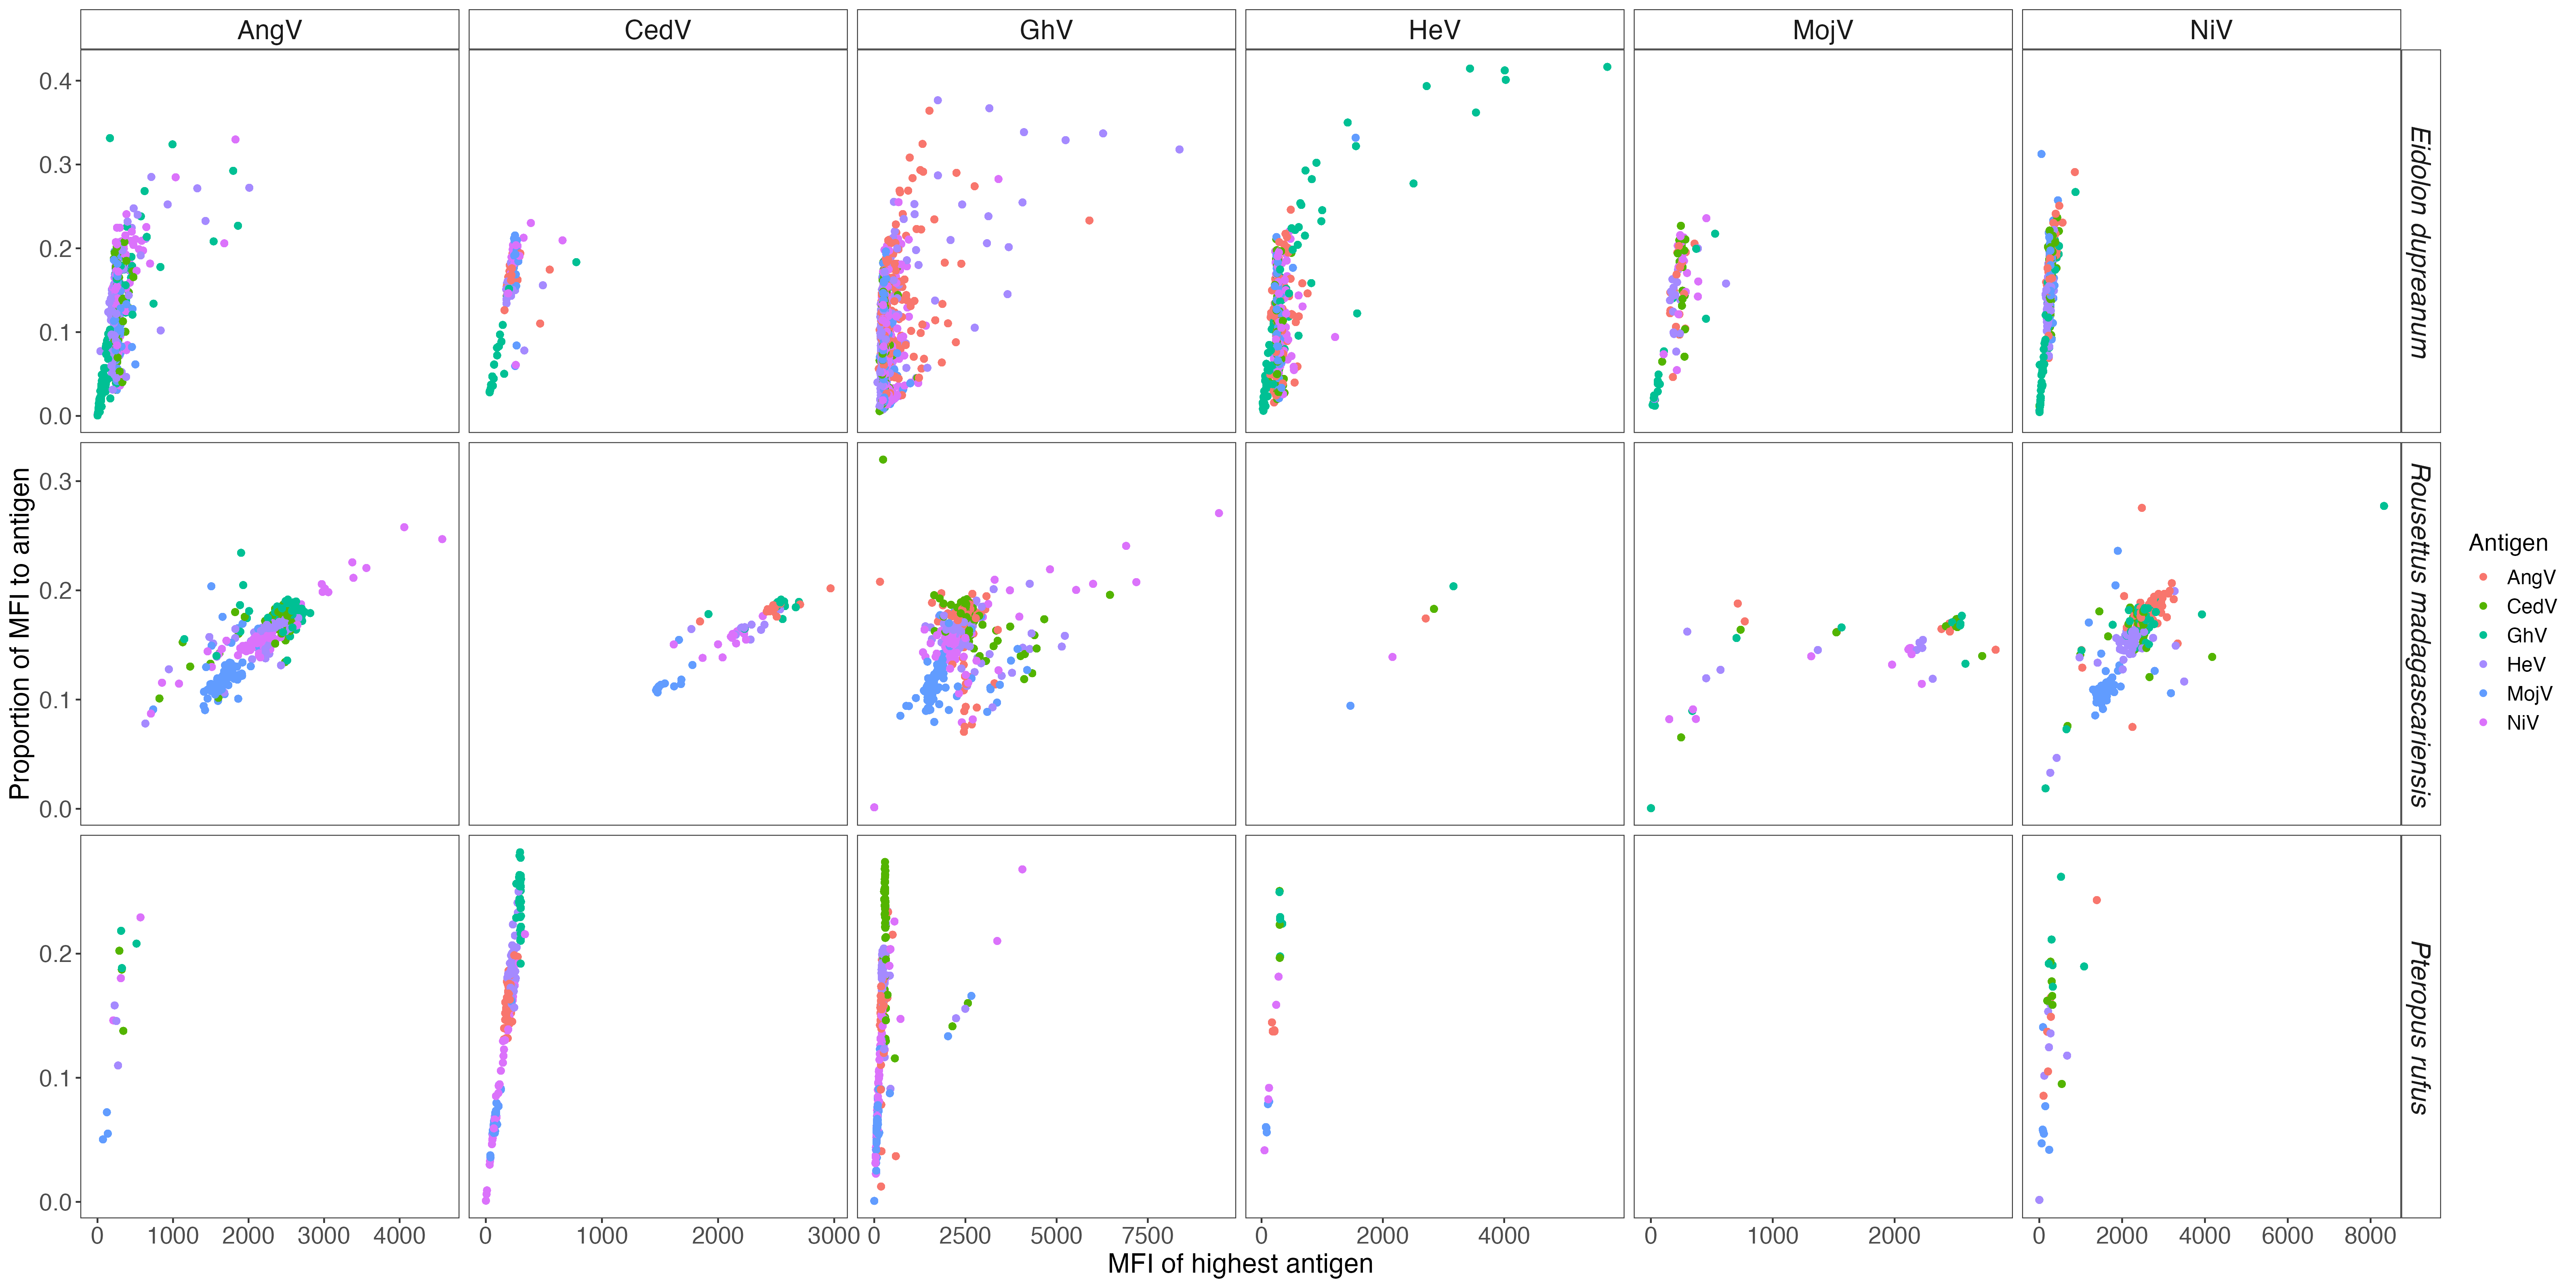 AngV CedV GhV HeV MojV NiV
0.4
0.3
0.2
0.1
0.0
Eidolon dupreanum
0.3
0.2
0.1
0.0
Rousettus madagascariensis
0.2
0.1
0.0
Pteropus rufus
Proportion of MFI to antigen
0 1000 2000 3000 4000 0 1000 2000 3000 0 2500 5000 7500 0 2000 4000 0 1000 2000 0 2000 4000 6000 8000
MFI of highest antigen
Antigen
AngV
CedV
GhV
HeV
MojV
NiV